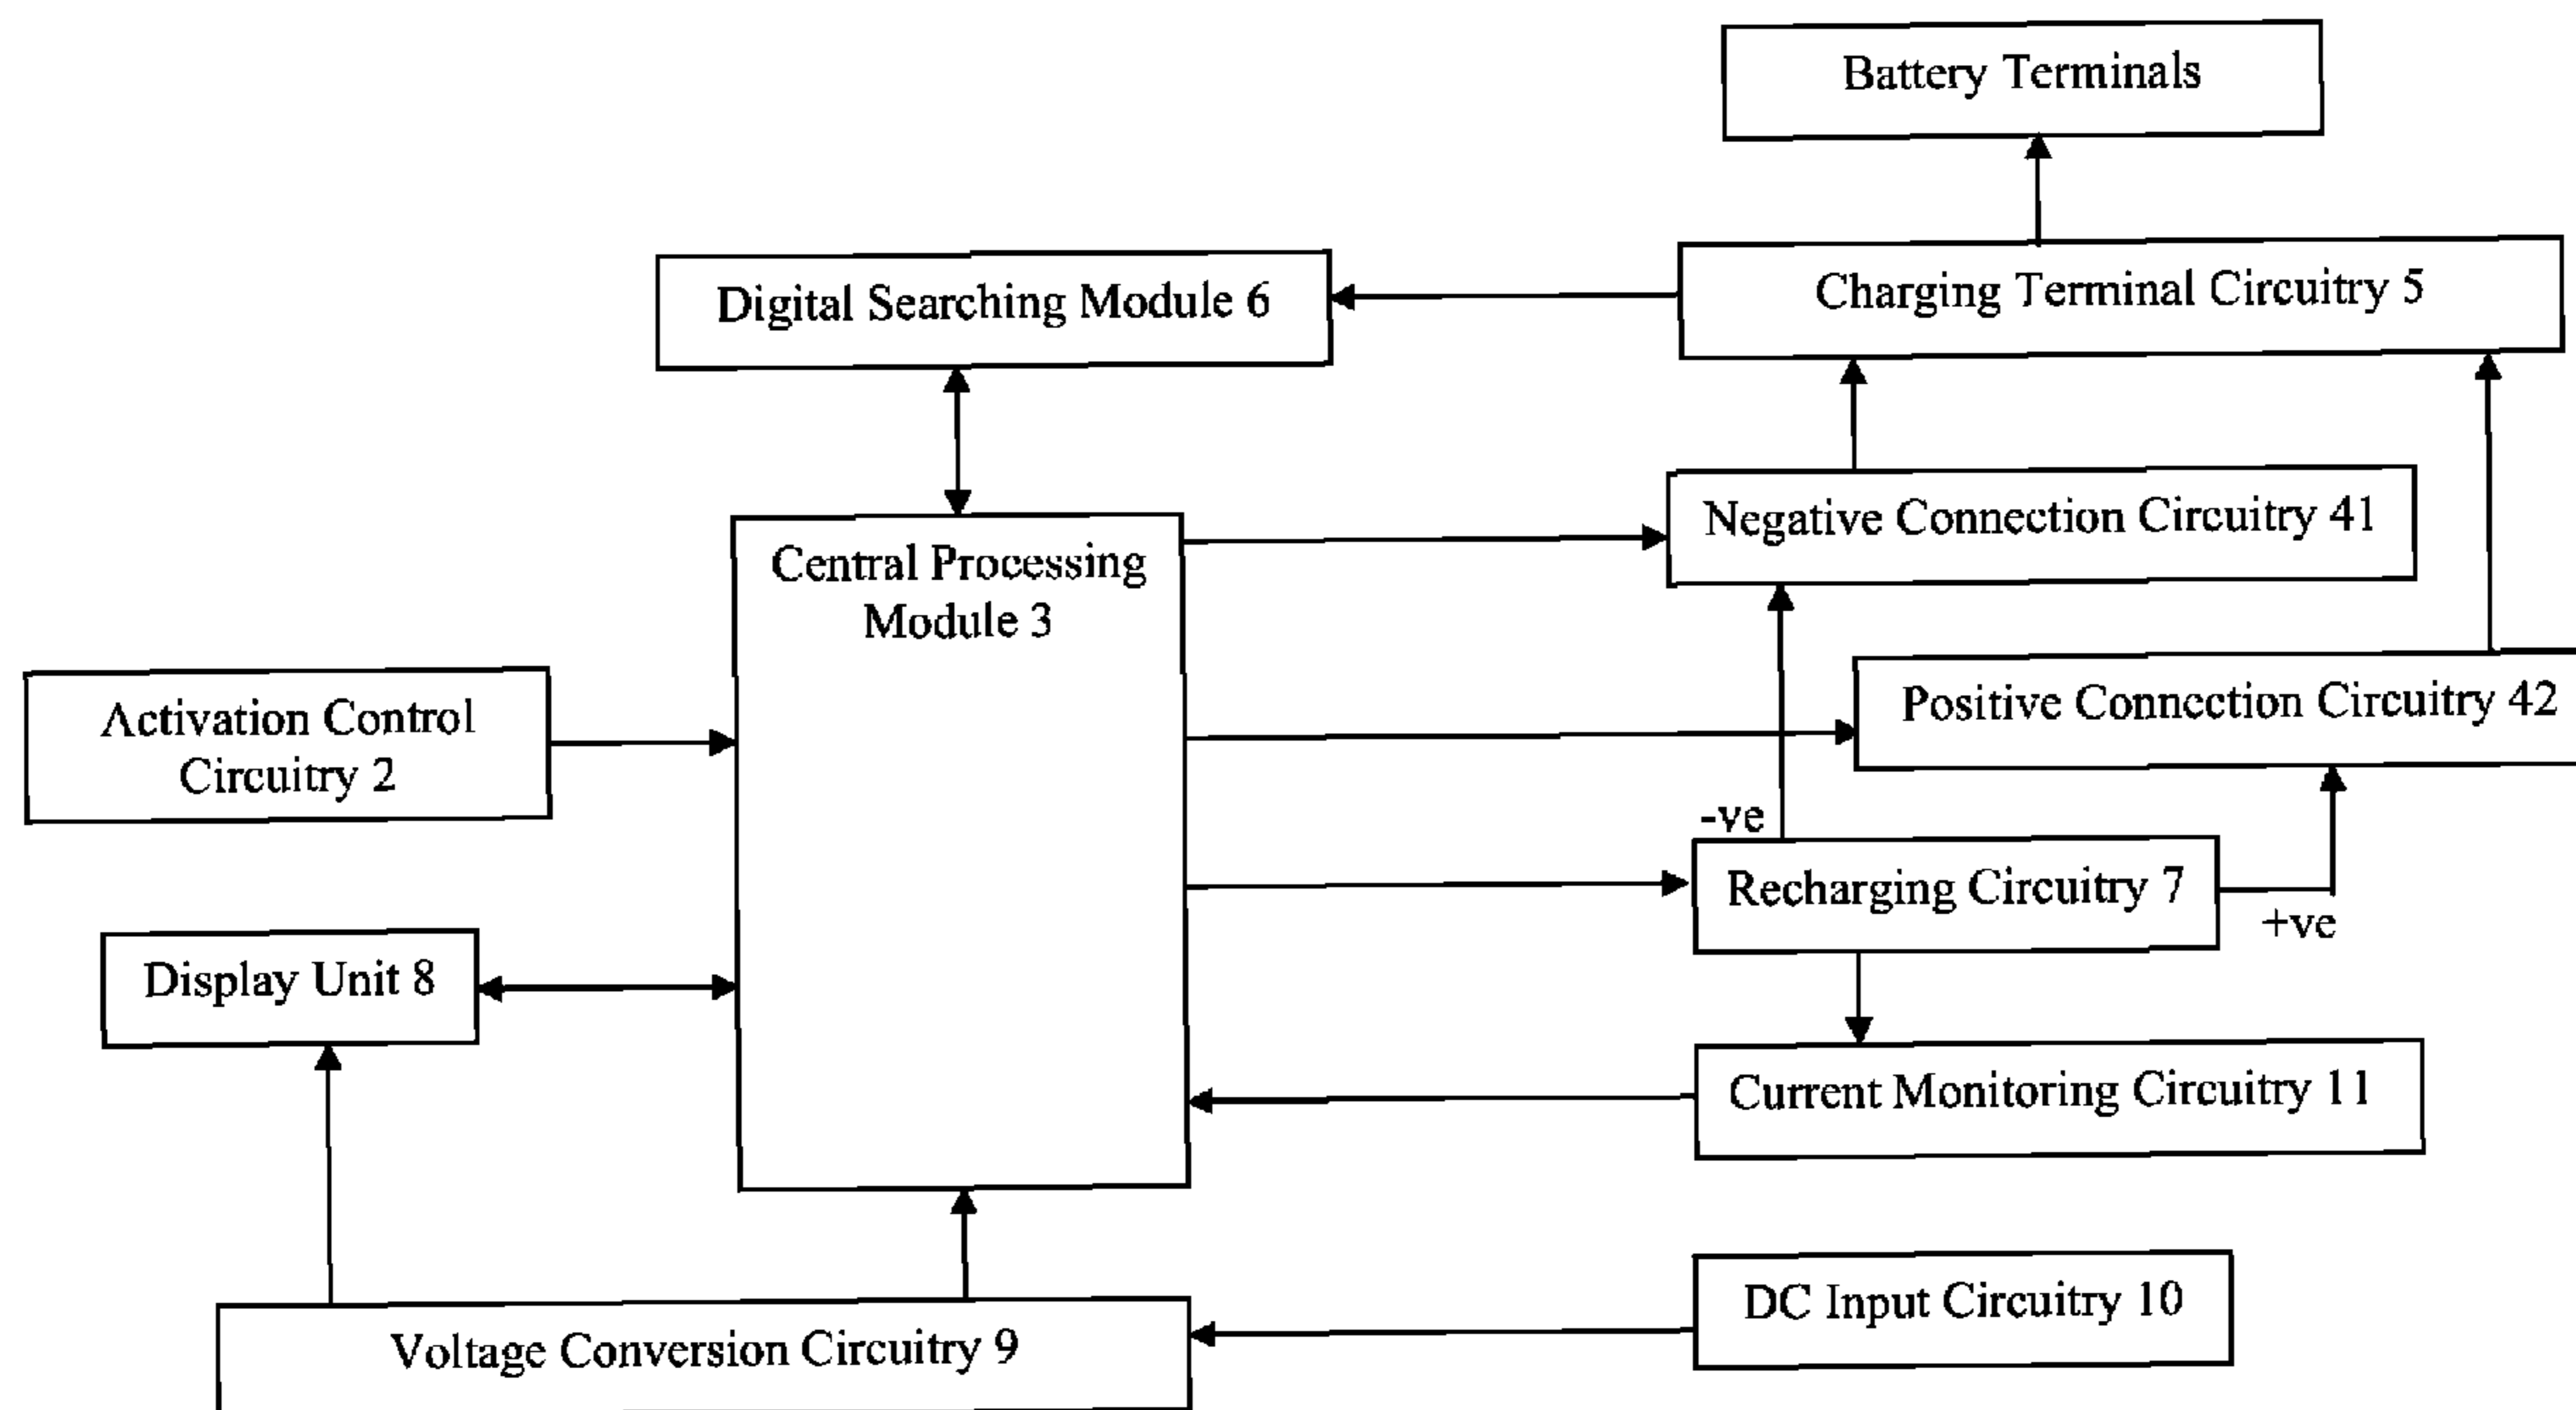 Battery Terminals
Digital Searching Module 6
Charging Terminal Circuitry 5
Central Processing
Module 3
Negative Connection Circuitry 41
Activation Control
Circuitry 2
Positive Connection Circuitry 42
-ve
Recharging Circuitry 7
+ve
Display Unit 8
Current Monitoring Circuitry 11
DC Input Circuitry 10
Voltage Conversion Circuitry 9